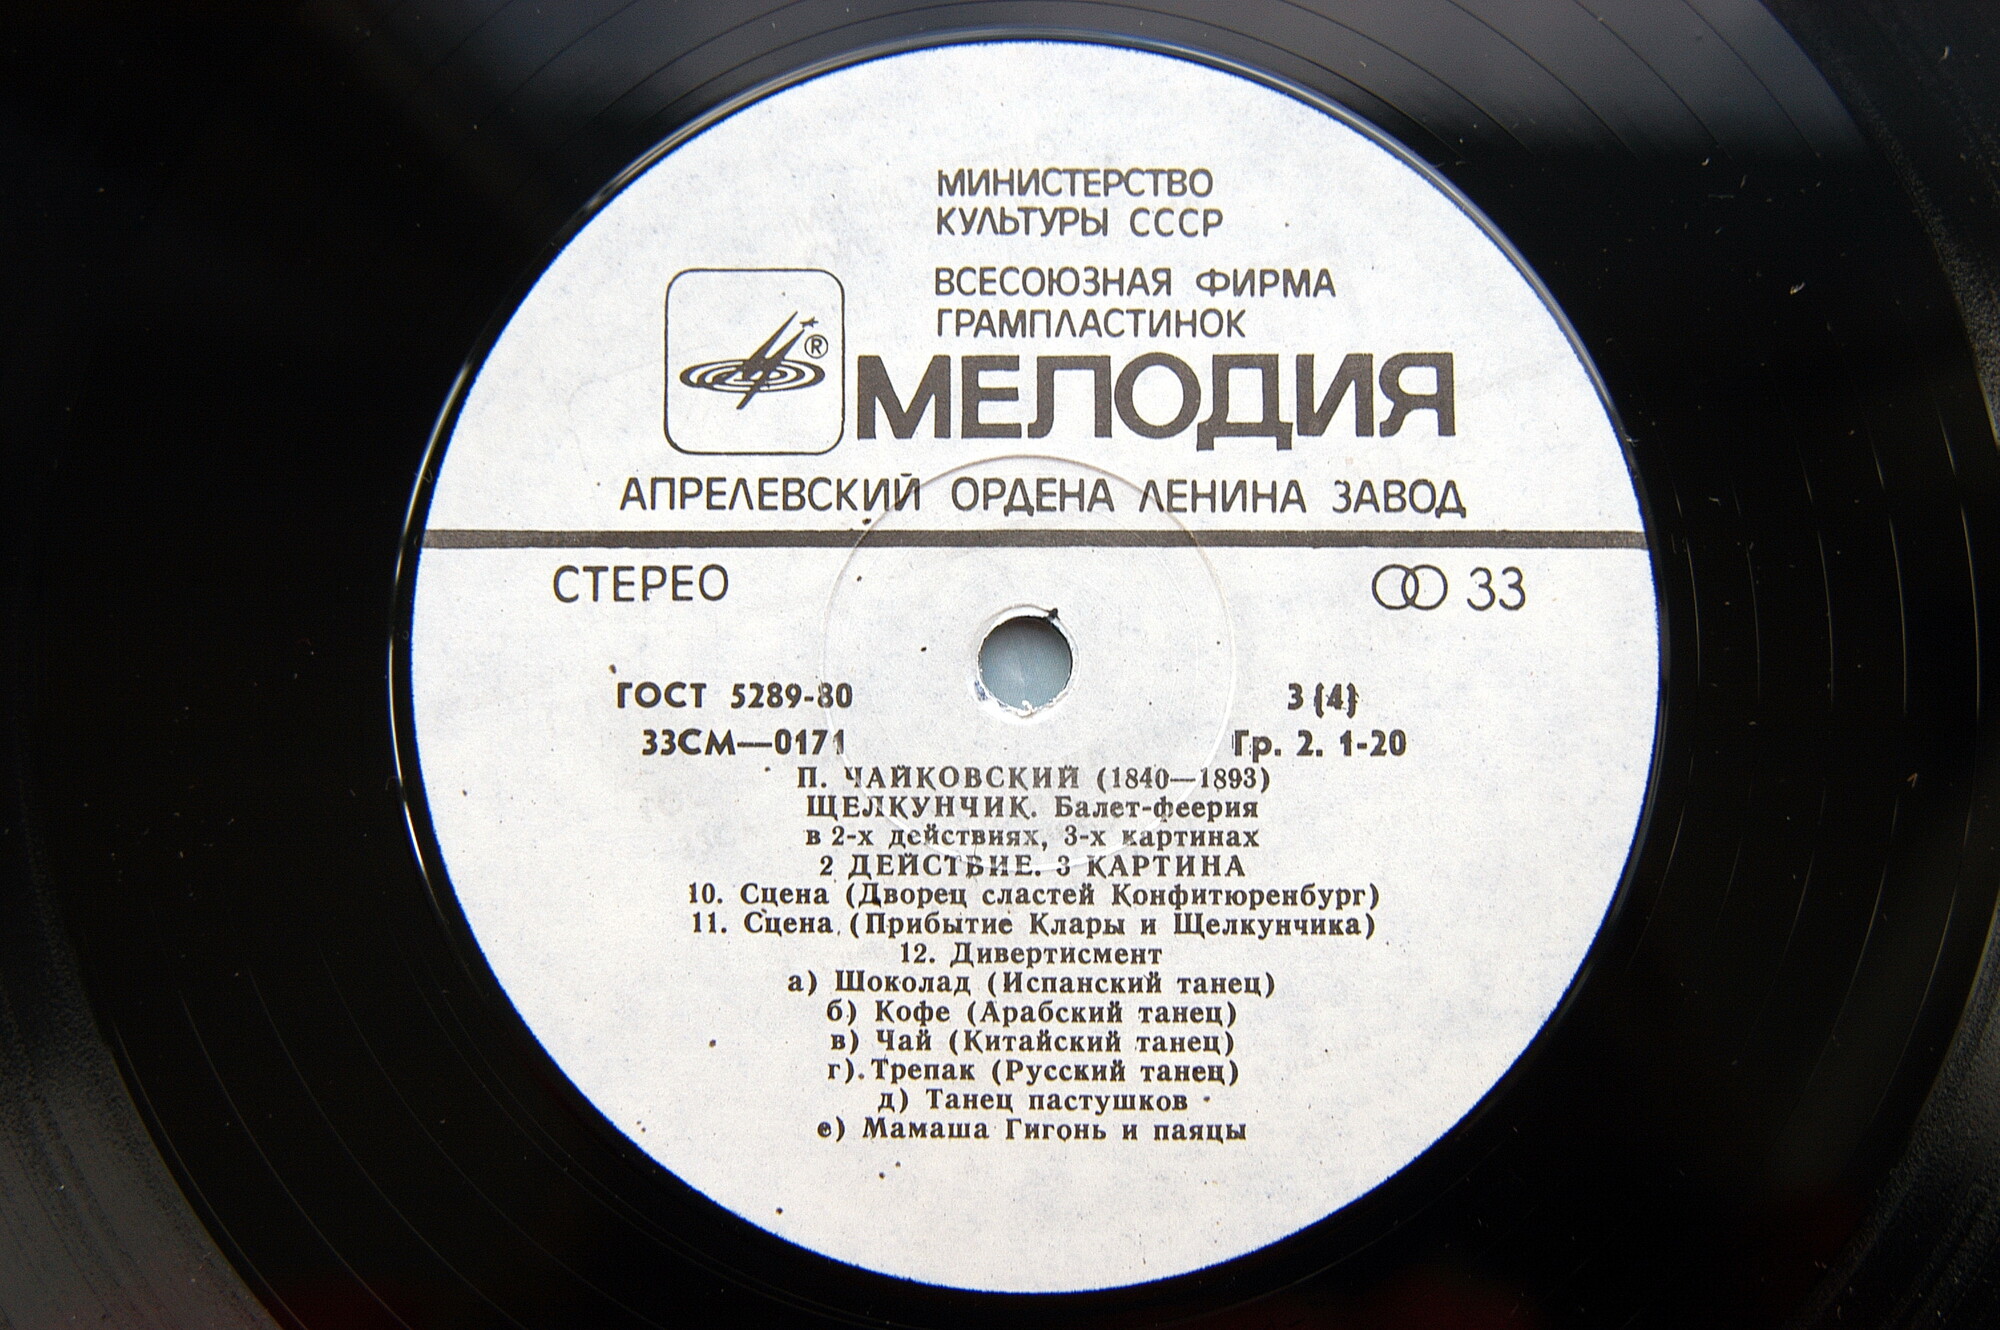 МИНИСТЕРСТВО
КУЛЬТУРЫ СССР
ВСЕСОЮЗНАЯ ФИРМА
ГРАМПЛАСТИНОК
®
МЕЛОДИЯ
АПРЕЛЕВСКИЙ ОРДЕНА ЛЕНИНА ЗАВОД
СТЕРЕО 33
ГОСТ 5289-80 3 (4)
33СМ—0171 Гр. 2. 1-20
П. ЧАЙКОВСКИЙ (1840—1893)
ЩЕЛКУНЧИК. Балет-феерия
в 2-х действиях, 3-х картинах
2 ДЕЙСТВИЕ. 3 КАРТИНА
10. Сцена (Дворец сластей Конфитюренбург)
11. Сцена (Прибытие Клары и Щелкунчика)
12. Дивертисмент
а) Шоколад (Испанский танец)
б) Кофе (Арабский танец)
в) Чай (Китайский танец)
г) Трепак (Русский танец)
д) Танец пастушков
е) Мамаша Гигонь и паяцы